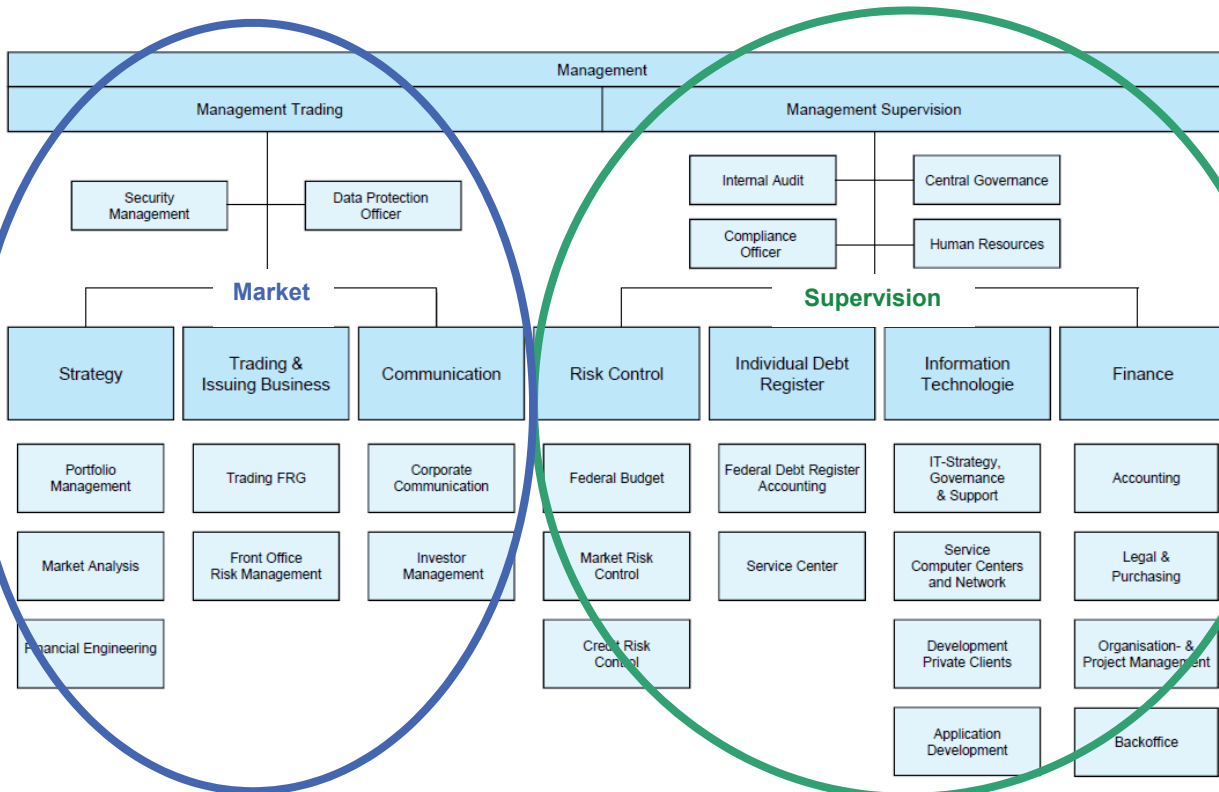 Management
Management Trading
Management Supervision
Security
Management
Data Protection
Officer
Internal Audit
Central Governance
Compliance
Officer
Human Resources
Market
Supervision
Strategy
Trading &
Issuing Business
Communication
Risk Control
Individual Debt
Register
Information
Technologie
Finance
Portfolio
Management
Trading FRG
Corporate
Communication
Federal Budget
Federal Debt Register
Accounting
IT-Strategy,
Governance
& Support
Accounting
Market Analysis
Front Office
Risk Management
Investor
Management
Market Risk
Control
Service Center
Service
Computer Centers
and Network
Legal &
Purchasing
Financial Engineering
Credit Risk
Control
Development
Private Clients
Organisation- &
Project Management
Application
Development
Backoffice